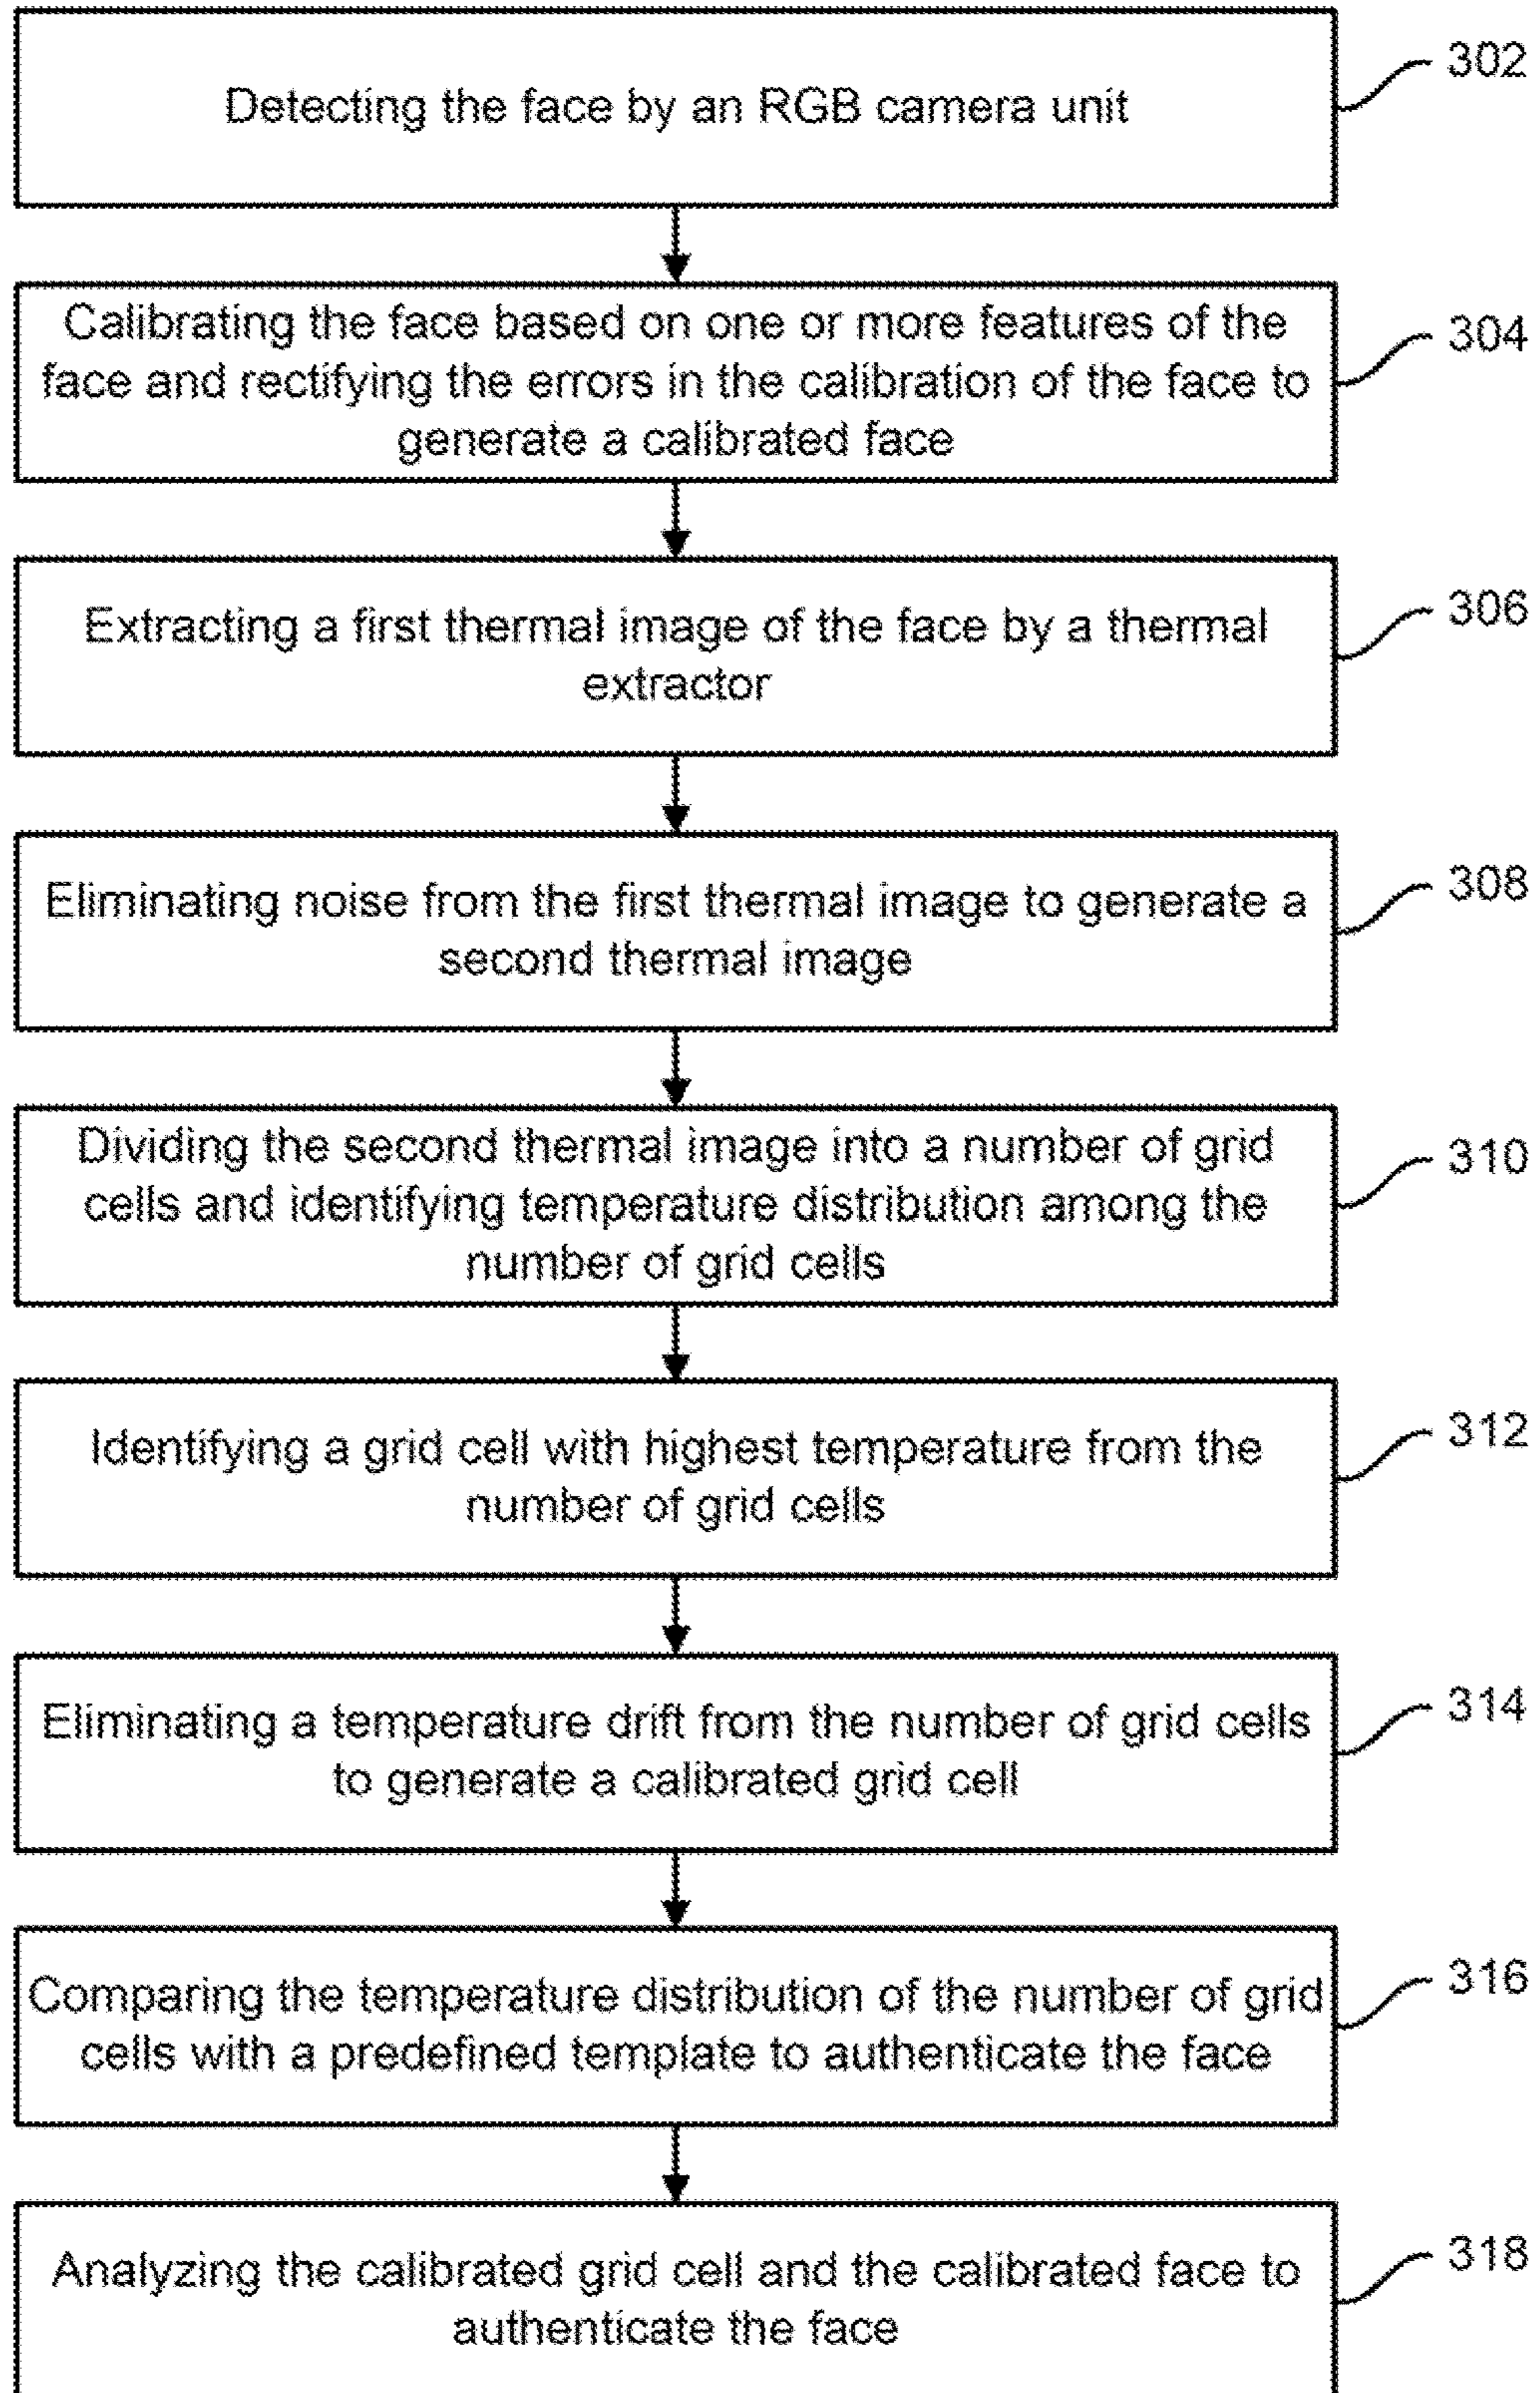 Detecting the face by an RGB camera unit
302
Calibrating the face based on one or more features of the
face and rectifying the errors in the calibration of the face to
generate a calibrated face
304
Extracting a first thermal image of the face by a thermal
extractor
306
Eliminating noise from the first thermal image to generate a
second thermal image
308
Dividing the second thermal image into a number of grid
cells and identifying temperature distribution among the
number of grid cells
310
Identifying a grid cell with highest temperature from the
number of grid cells
312
Eliminating a temperature drift from the number of grid cells
to generate a calibrated grid cell
314
Comparing the temperature distribution of the number of grid
cells with a predefined template to authenticate the face
316
Analyzing the calibrated grid cell and the calibrated face to
authenticate the face
318